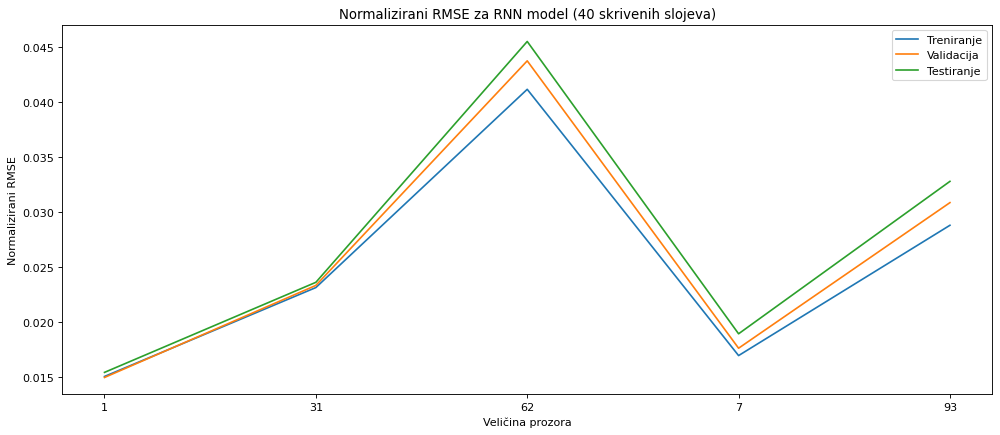 Normalizirani RMSE za RNN model (40 skrivenih slojeva)
Treniranje
Validacija
Testiranje
Normalizirani RMSE
0.045
0.040
0.035
0.030
0.025
0.020
0.015
1 31 62 7 93
Veličina prozora